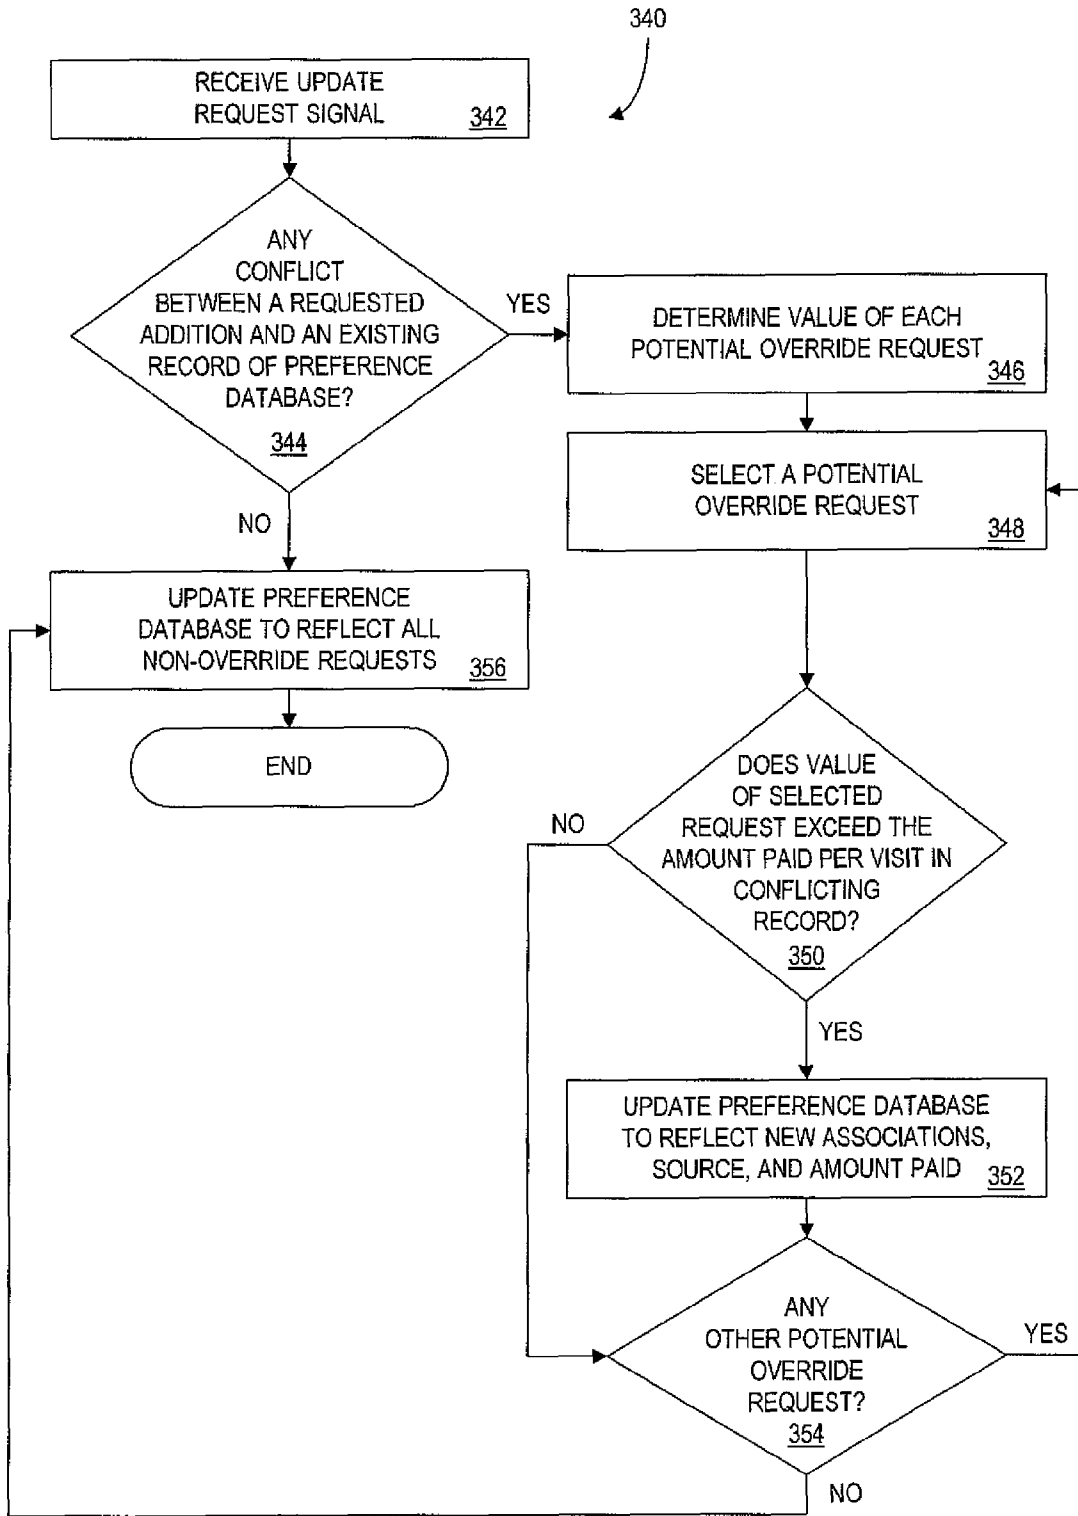 340
RECEIVE UPDATE
REQUEST SIGNAL
342
ANY
CONFLICT
BETWEEN A REQUESTED
ADDITION AND AN EXISTING
RECORD OF PREFERENCE
DATABASE?
344
YES
DETERMINE VALUE OF EACH
POTENTIAL OVERRIDE REQUEST
346
SELECT A POTENTIAL
OVERRIDE REQUEST
348
NO
UPDATE PREFERENCE
DATABASE TO REFLECT ALL
NON-OVERRIDE REQUESTS
356
END
DOES VALUE
OF SELECTED
REQUEST EXCEED THE
AMOUNT PAID PER VISIT IN
CONFLICTING
RECORD?
350
NO
YES
UPDATE PREFERENCE DATABASE
TO REFLECT NEW ASSOCIATIONS,
SOURCE, AND AMOUNT PAID
352
ANY
OTHER POTENTIAL
OVERRIDE
REQUEST?
354
YES
NO